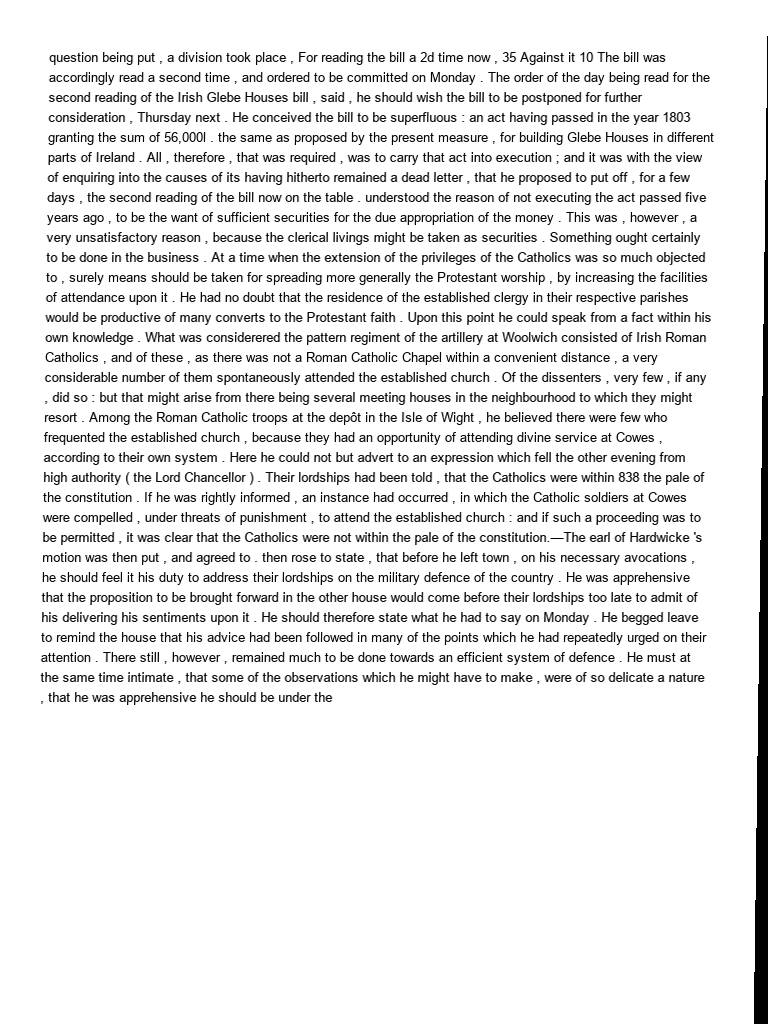 question being put , a division took place , For reading the bill a 2d time now , 35 Against it 10 The bill was
accordingly read a second time , and ordered to be committed on Monday . The order of the day being read for the
second reading of the Irish Glebe Houses bill , said , he should wish the bill to be postponed for further
consideration , Thursday next . He conceived the bill to be superfluous : an act having passed in the year 1803
granting the sum of 56,000l . the same as proposed by the present measure , for building Glebe Houses in different
parts of Ireland . All , therefore , that was required , was to carry that act into execution ; and it was with the view
of enquiring into the causes of its having hitherto remained a dead letter , that he proposed to put off , for a few
days , the second reading of the bill now on the table . understood the reason of not executing the act passed five
years ago , to be the want of sufficient securities for the due appropriation of the money . This was , however , a
very unsatisfactory reason , because the clerical livings might be taken as securities . Something ought certainly
to be done in the business . At a time when the extension of the privileges of the Catholics was so much objected
to , surely means should be taken for spreading more generally the Protestant worship , by increasing the facilities
of attendance upon it . He had no doubt that the residence of the established clergy in their respective parishes
would be productive of many converts to the Protestant faith . Upon this point he could speak from a fact within his
own knowledge . What was considerered the pattern regiment of the artillery at Woolwich consisted of Irish Roman
Catholics , and of these , as there was not a Roman Catholic Chapel within a convenient distance , a very
considerable number of them spontaneously attended the established church . Of the dissenters , very few , if any
, did so : but that might arise from there being several meeting houses in the neighbourhood to which they might
resort . Among the Roman Catholic troops at the depôt in the Isle of Wight , he believed there were few who
frequented the established church , because they had an opportunity of attending divine service at Cowes ,
according to their own system . Here he could not but advert to an expression which fell the other evening from
high authority ( the Lord Chancellor ) . Their lordships had been told , that the Catholics were within 838 the pale of
the constitution . If he was rightly informed , an instance had occurred , in which the Catholic soldiers at Cowes
were compelled , under threats of punishment , to attend the established church : and if such a proceeding was to
be permitted , it was clear that the Catholics were not within the pale of the constitution.—The earl of Hardwicke 's
motion was then put , and agreed to . then rose to state , that before he left town , on his necessary avocations ,
he should feel it his duty to address their lordships on the military defence of the country . He was apprehensive
that the proposition to be brought forward in the other house would come before their lordships too late to admit of
his delivering his sentiments upon it . He should therefore state what he had to say on Monday . He begged leave
to remind the house that his advice had been followed in many of the points which he had repeatedly urged on their
attention . There still , however , remained much to be done towards an efficient system of defence . He must at
the same time intimate , that some of the observations which he might have to make , were of so delicate a nature
, that he was apprehensive he should be under the